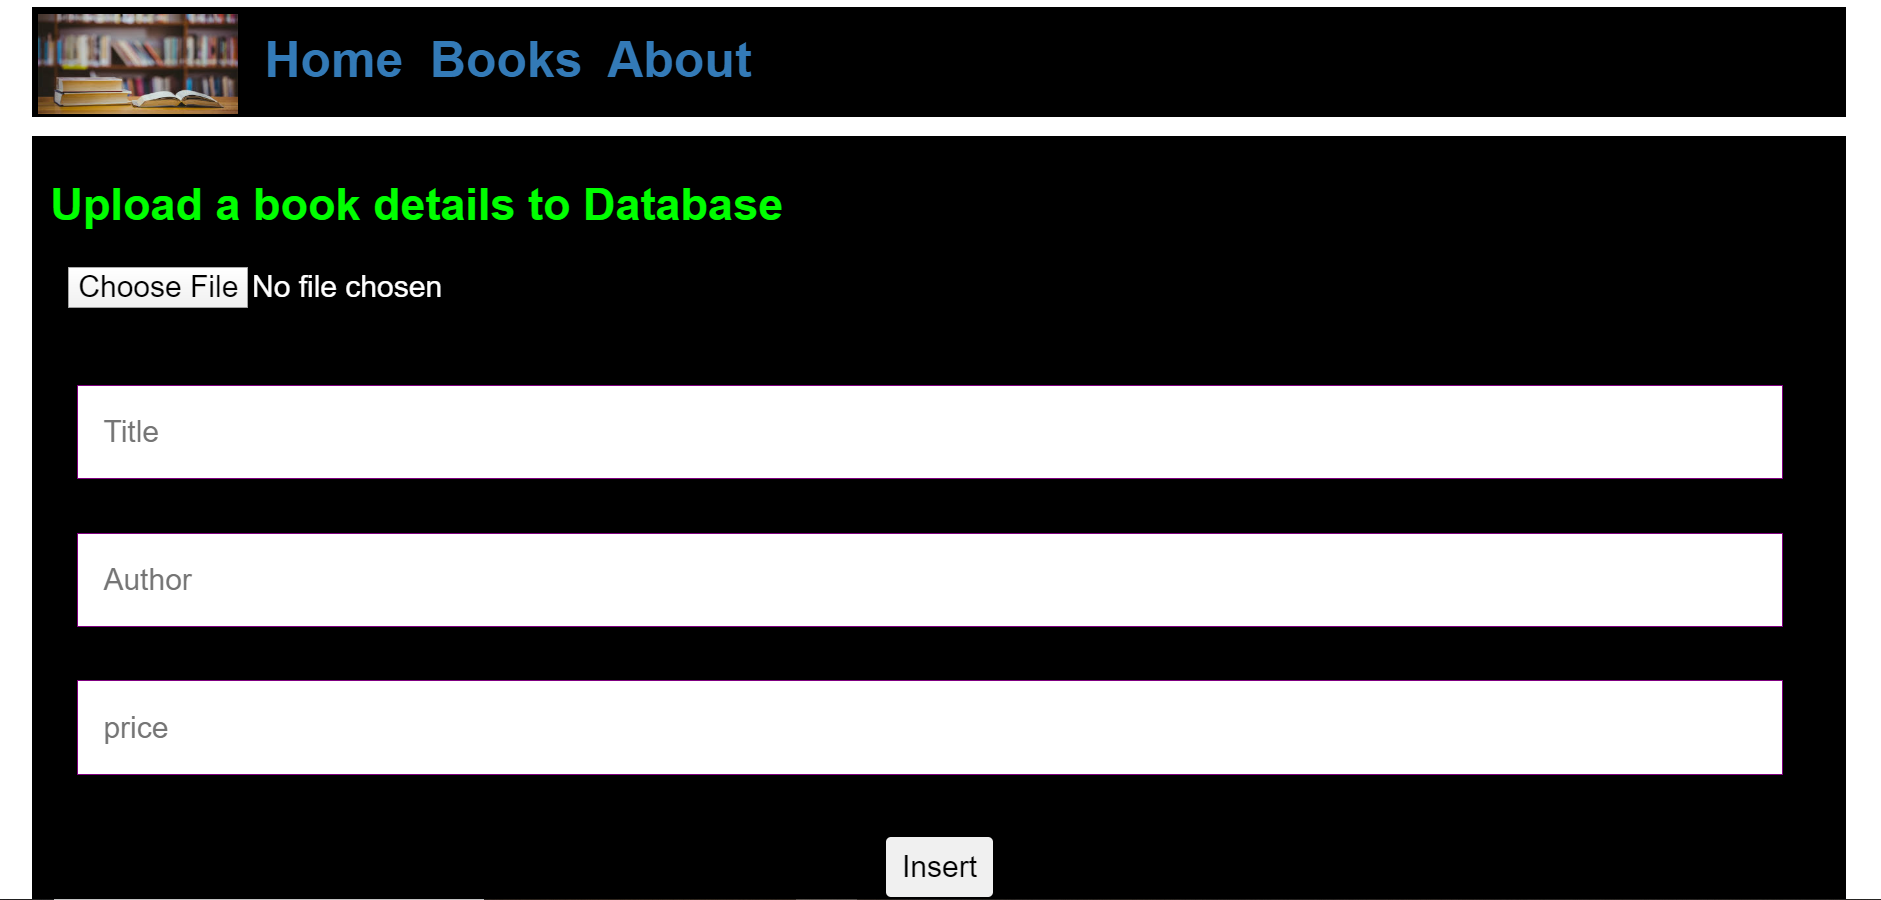 Home Books About
Upload a book details to Database
Choose File No file chosen
Title
Author
price
Insert